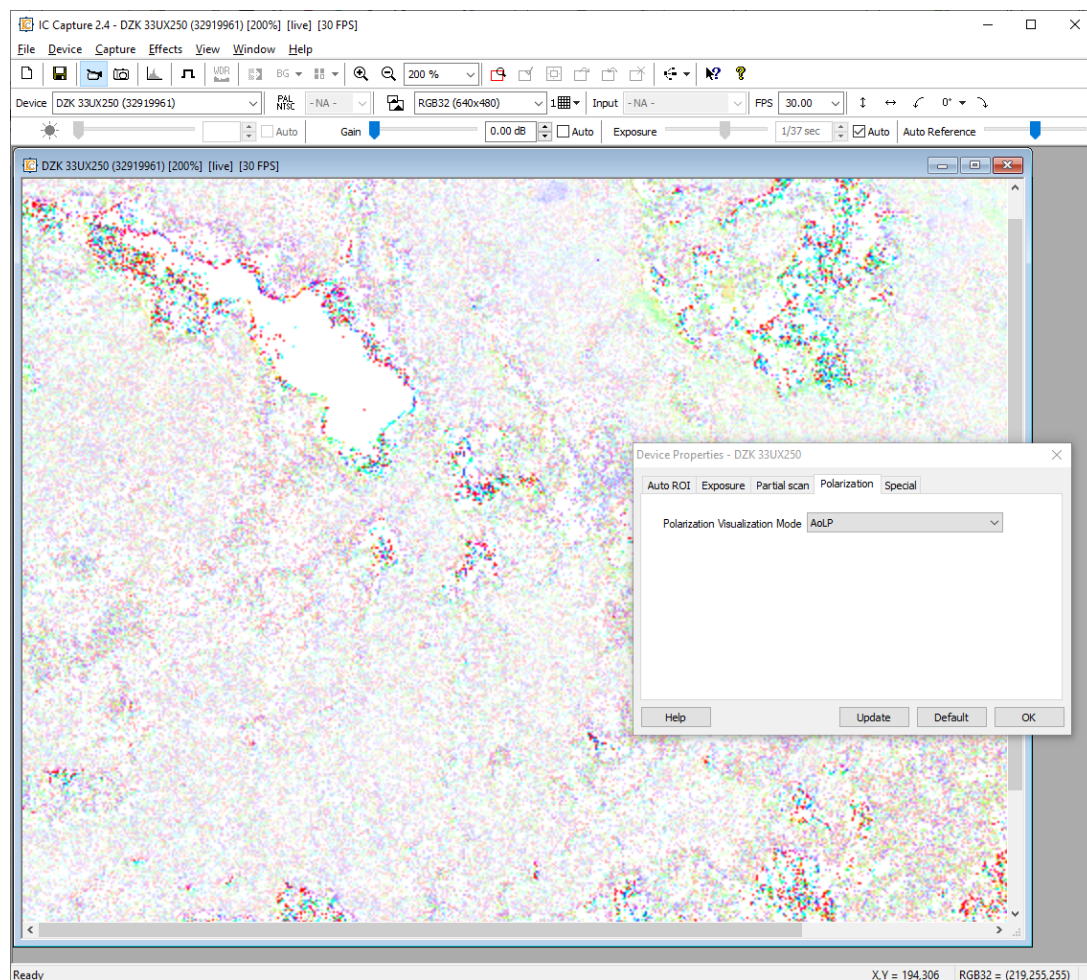 IC Capture 2.4 - DZK 33UX250 (32919961) [200%] [live] [30 FPS]
File Device Capture Effects View Window Help
WDR BG 200 %
Device DZK 33UX250 (32919961) PAL NTSC - NA - RGB32 (640x480) 1 Input - NA - FPS 30.00 0°
Auto Gain 0.00 dB Auto Exposure 1/37 sec Auto Auto Reference
DZK 33UX250 (32919961) [200%] [live] [30 FPS]
Device Properties - DZK 33UX250
Auto ROI Exposure Partial scan Polarization Special
Polarization Visualization Mode AoLP
Help Update Default OK
Ready X,Y = 194,306 RGB32 = (219,255,255)